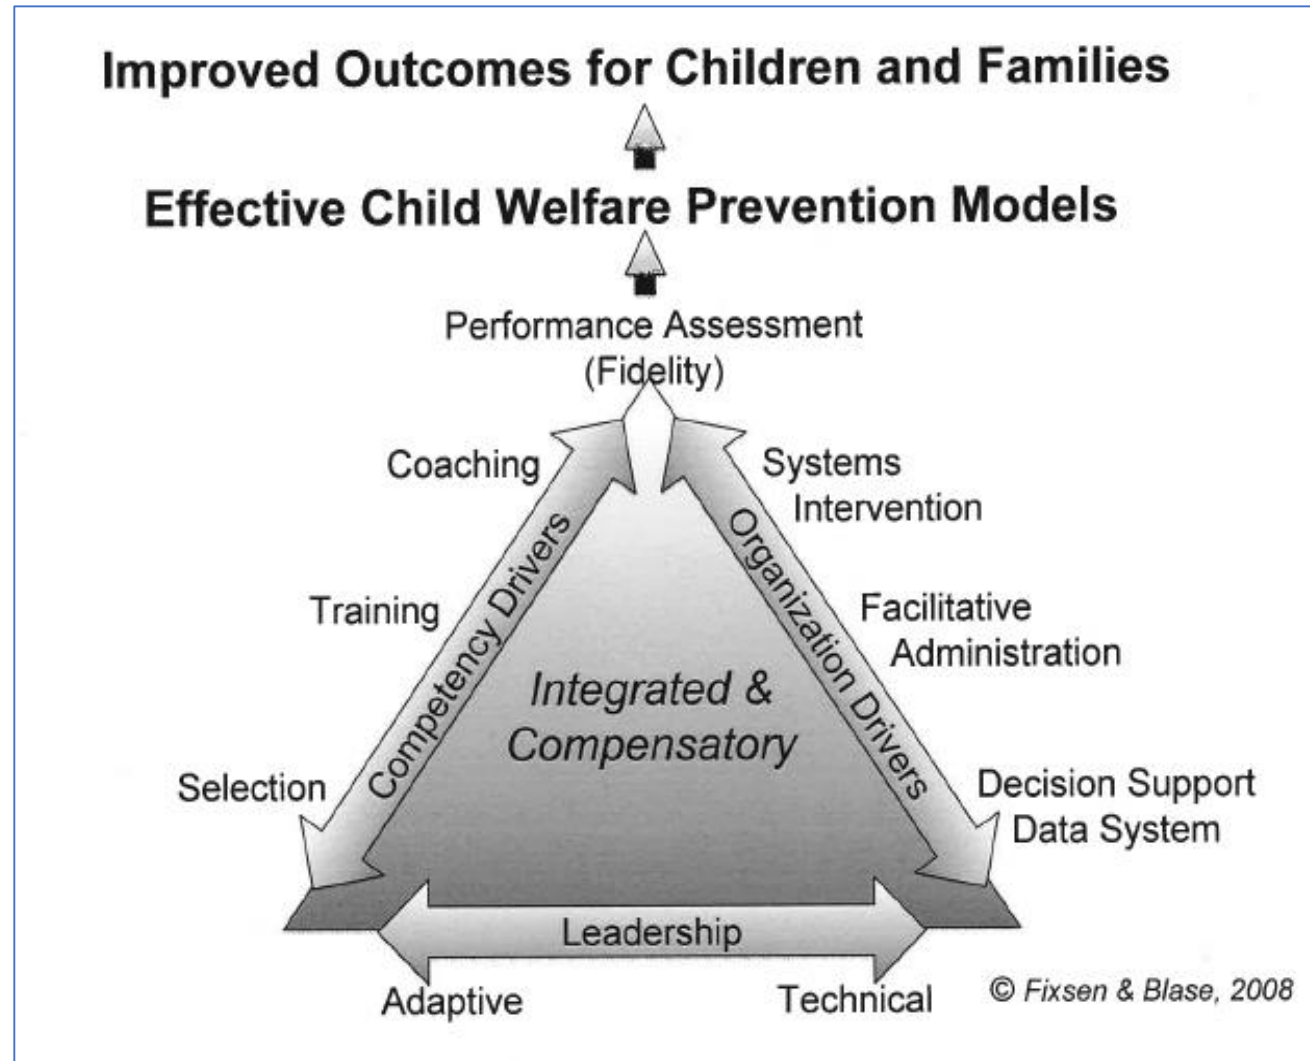 Improved Outcomes for Children and Families
Effective Child Welfare Prevention Models
Performance Assessment
(Fidelity)
Coaching
Systems
Intervention
Training
Competency Drivers
Organization Drivers
Facilitative
Administration
Integrated &
Compensatory
Selection
Decision Support
Data System
Leadership
Adaptive
Technical
© Fixsen & Blase, 2008